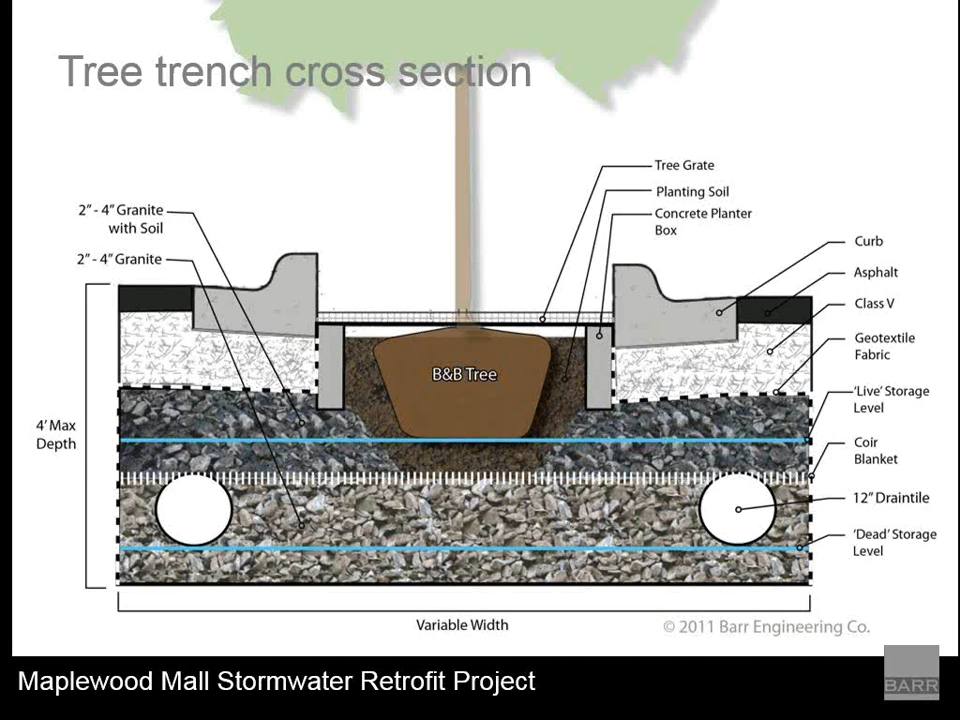 Tree trench cross section
Tree Grate
Planting Soil
Concrete Planter
Box
2” - 4” Granite
with Soil
2” - 4” Granite
Curb
Asphalt
Class V
Geotextile
Fabric
B&B Tree
‘Live’ Storage
Level
4’ Max
Depth
Coir
Blanket
12” Draintile
‘Dead’ Storage
Level
Variable Width
© 2011 Barr Engineering Co.
Maplewood Mall Stormwater Retrofit Project
BARR